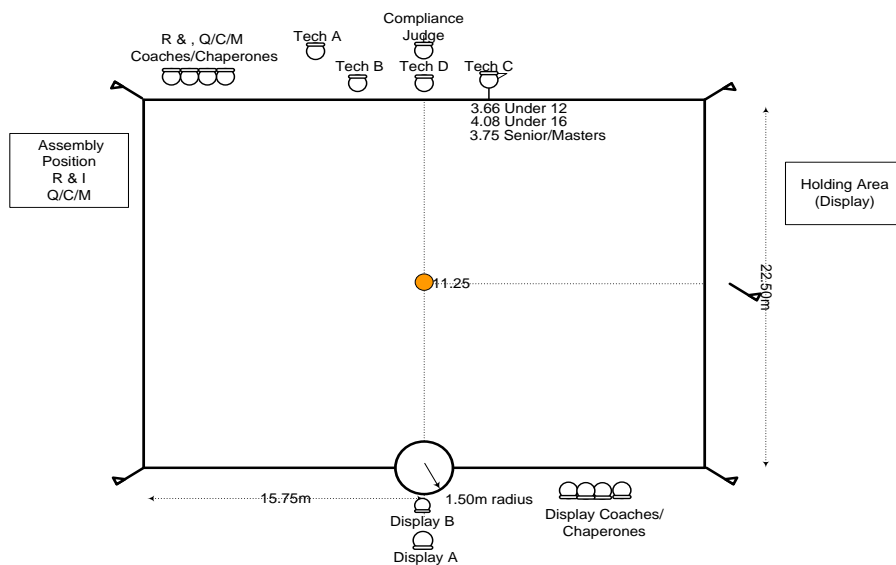 R & , Q/C/M
Coaches/Chaperones
Tech A
Compliance
Judge
Tech B
Tech D
Tech C
3.66 Under 12
4.08 Under 16
3.75 Senior/Masters
Assembly
Position
R & I
Q/C/M
Holding Area
(Display)
11.25
22.50m
15.75m
1.50m radius
Display B
Display A
Display Coaches/
Chaperones